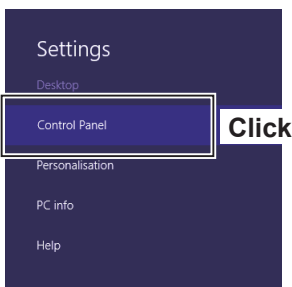 Settings
Desktop
Control Panel
Click
Personalisation
PC info
Help